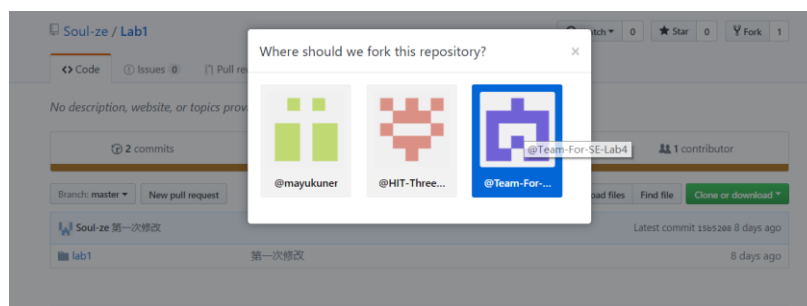 Soul-ze / Lab1
tch 0 Star 0 Fork 1
Where should we fork this repository? ×
Code Issues 0 Pull re
No description, website, or topics prov
2 commits
1 contributor
@mayukuner @HIT-Three... @Team-For-...
@Team-For-SE-Lab4
Branch: master New pull request
oad files Find file Clone or download
Soul-ze 第一次修改 Latest commit 8 days ago
lab1 第一次修改 8 days ago